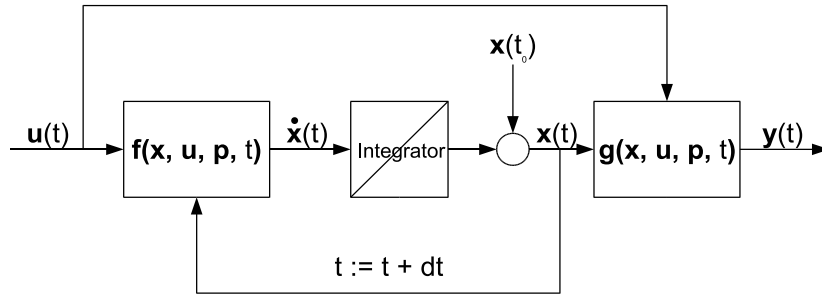 x(t₀)
u(t)
f(x, u, p, t)
ẋ(t)
Integrator
x(t)
g(x, u, p, t)
y(t)
t := t + dt